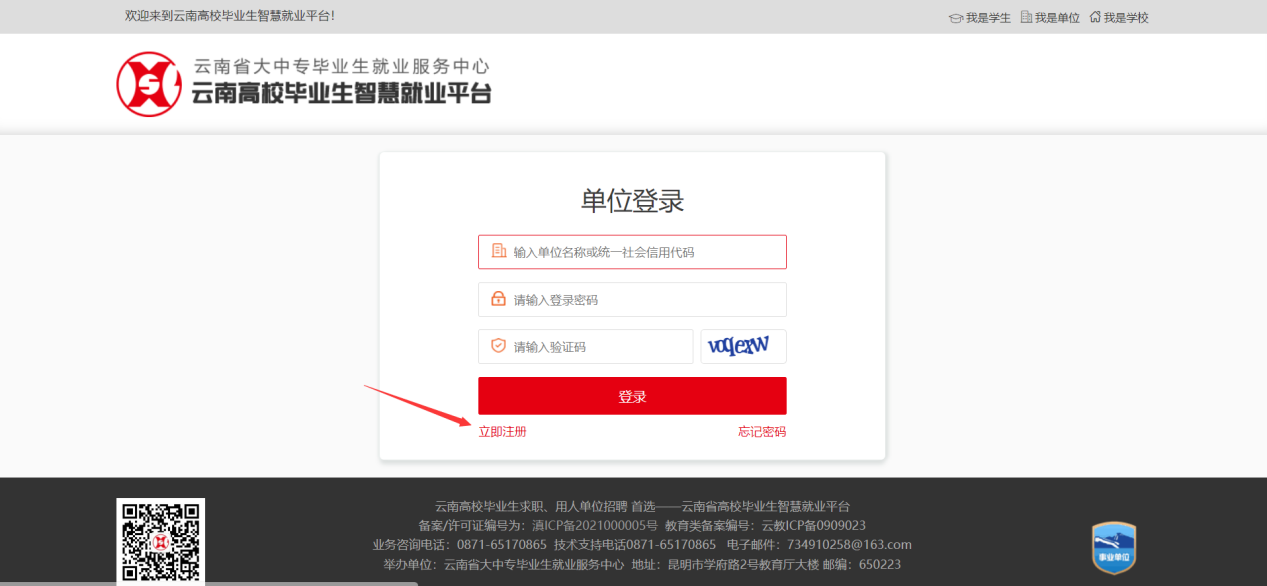 欢迎来到云南高校毕业生智慧就业平台！
我是学生 我是单位 我是学校
云南省大中专毕业生就业服务中心
云南高校毕业生智慧就业平台
单位登录
输入单位名称或统一社会信用代码
请输入登录密码
请输入验证码
voqexw
登录
立即注册 忘记密码
云南高校毕业生求职、用人单位招聘 首选——云南省高校毕业生智慧就业平台
备案/许可证编号为：滇ICP备2021000005号 教育类备案编号：云教ICP备0909023
业务咨询电话：0871-65170865 技术支持电话0871-65170865 电子邮件：734910258@163.com
举办单位：云南省大中专毕业生就业服务中心 地址：昆明市学府路2号教育厅大楼 邮编：650223
事业单位